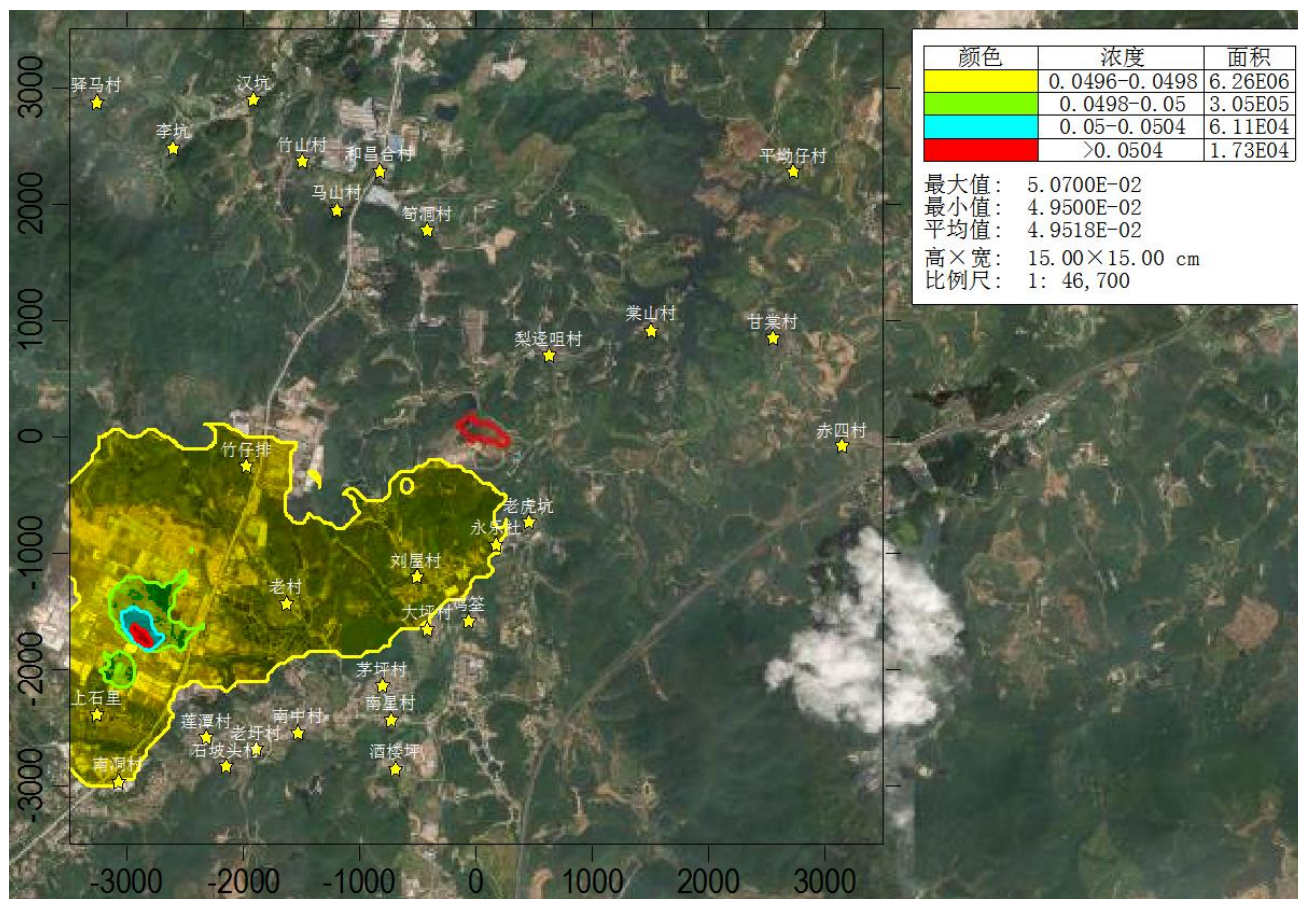 颜色 浓度 面积
0.0496-0.0498 6.26E06
0.0498-0.05 3.05E05
0.05-0.0504 6.11E04
>0.0504 1.73E04
最大值: 5.0700E-02
最小值: 4.9500E-02
平均值: 4.9518E-02
高×宽: 15.00×15.00 cm
比例尺: 1: 46,700
3000
2000
1000
0
-1000
-2000
-3000
驿马村
汉坑
李坑
竹山村
和昌合村
平坳仔村
马山村
筍洞村
棠山村
甘棠村
梨迳咀村
赤四村
竹仔排
老虎坑
永乐社
刘屋村
老村
大坪村
鸡筌
茅坪村
上石里
南星村
莲潭村
南中村
老圩村
石坡头村
酒楼坪
南洞村
-3000 -2000 -1000 0 1000 2000 3000